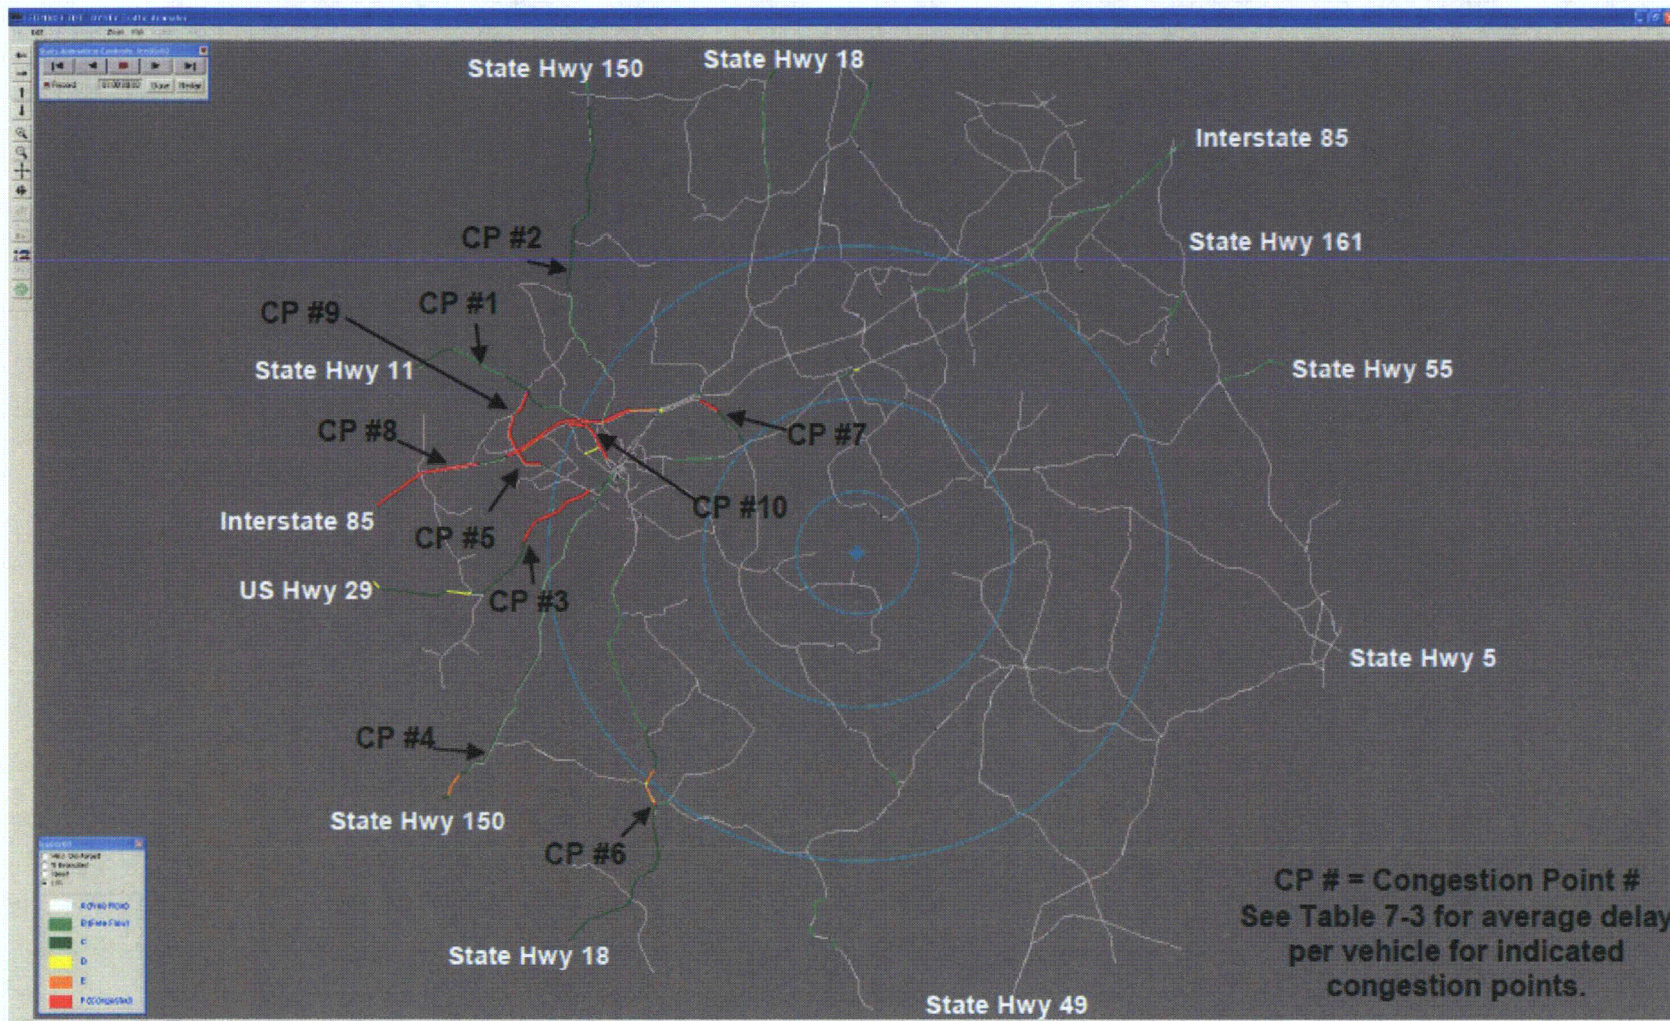 State Hwy 150
State Hwy 18
Interstate 85
CP #2
State Hwy 161
CP #1
CP #9
State Hwy 11
State Hwy 55
CP #8
CP #7
Interstate 85
CP #10
CP #5
US Hwy 29
CP #3
State Hwy 5
CP #4
State Hwy 150
CP #6
CP # = Congestion Point #
See Table 7-3 for average delay
per vehicle for indicated
congestion points.
State Hwy 18
State Hwy 49
C
D
E
F (Congested)